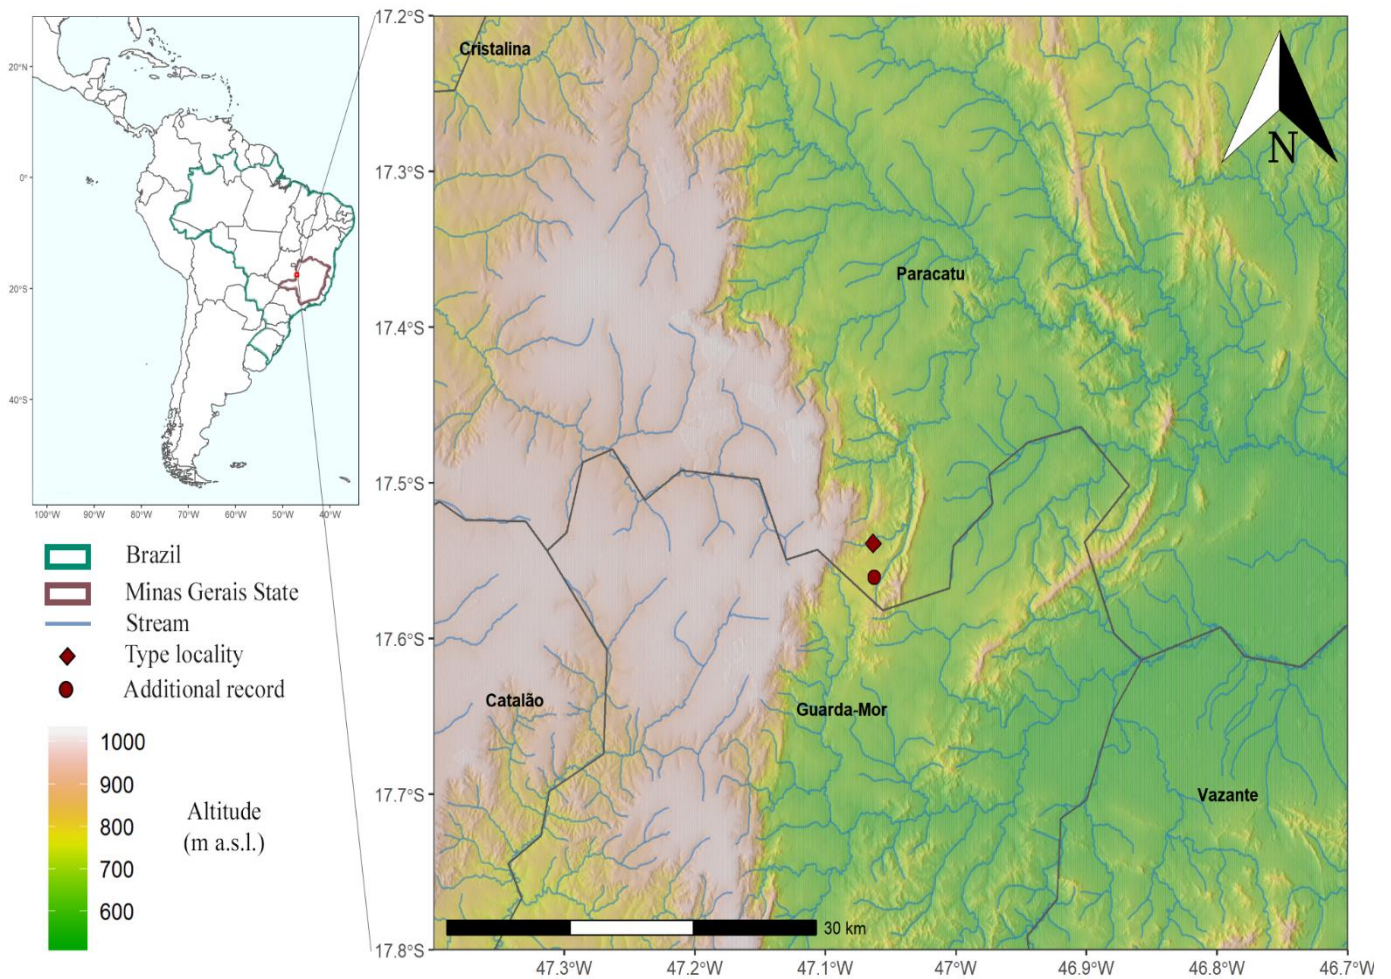 20°N
0°
20°S
40°S
100°W 90°W 80°W 70°W 60°W 50°W 40°W
Brazil
Minas Gerais State
Stream
Type locality
Additional record
1000
900
800
700
600
Altitude
(m a.s.l.)
17.2°S
17.3°S
17.4°S
17.5°S
17.6°S
17.7°S
17.8°S
Cristalina
N
Paracatu
Catalão
Guarda-Mor
Vazante
30 km
47.3°W 47.2°W 47.1°W 47°W 46.9°W 46.8°W 46.7°W